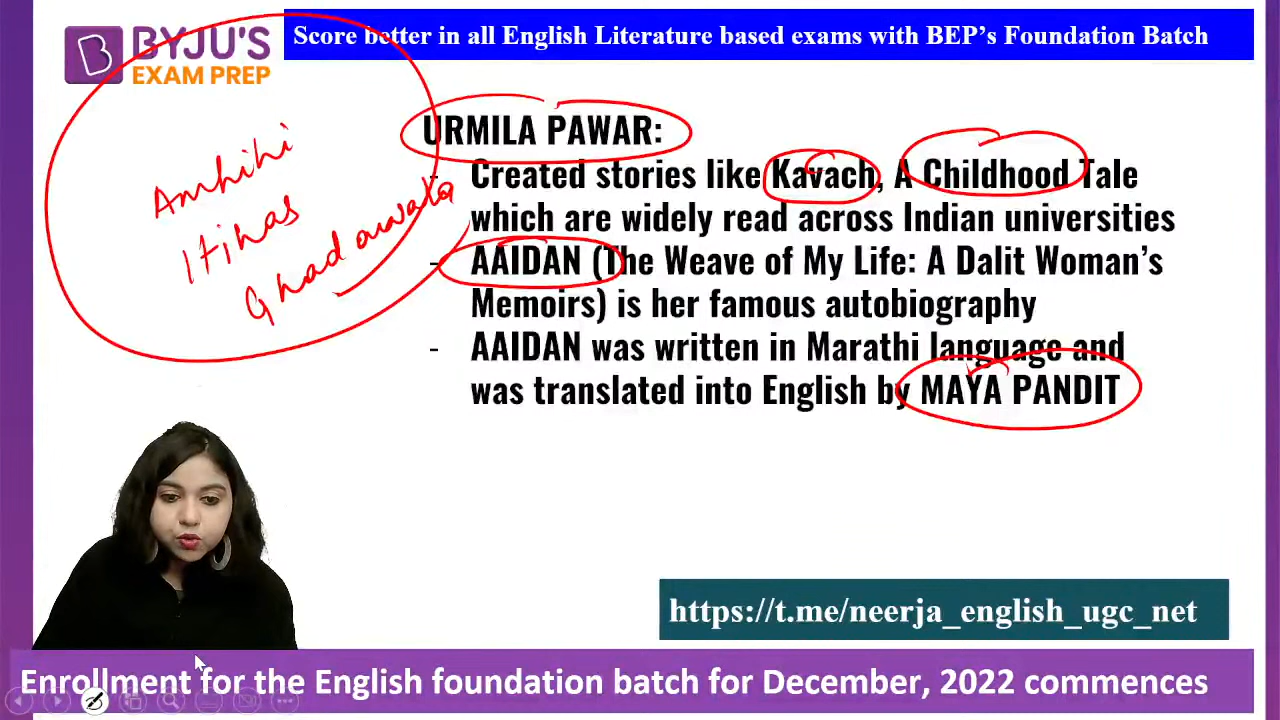 BYJU'S
EXAM PREP
Score better in all English Literature based exams with BEP's Foundation Batch
Amhihi
Itihas
Ghadawala
URMILA PAWAR:
- Created stories like Kavach, A Childhood Tale
which are widely read across Indian universities
- AAIDAN (The Weave of My Life: A Dalit Woman's
Memoirs) is her famous autobiography
- AAIDAN was written in Marathi language and
was translated into English by MAYA PANDIT
https://t.me/neerja_english_ugc_net
Enrollment for the English foundation batch for December, 2022 commences